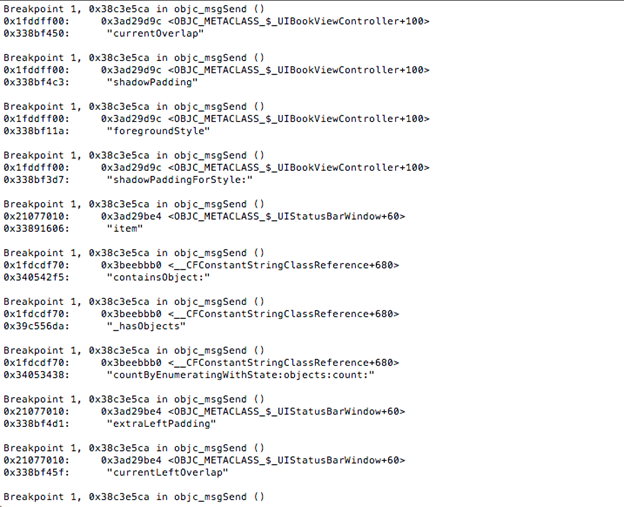 Breakpoint 1, 0x38c3e5ca in objc_msgSend ()
0x1fddff00: 0x3ad29d9c <OBJC_METACLASS_$_UIBookViewController+100>
0x338bf450: "currentOverlap"
Breakpoint 1, 0x38c3e5ca in objc_msgSend ()
0x1fddff00: 0x3ad29d9c <OBJC_METACLASS_$_UIBookViewController+100>
0x338bf4c3: "shadowPadding"
Breakpoint 1, 0x38c3e5ca in objc_msgSend ()
0x1fddff00: 0x3ad29d9c <OBJC_METACLASS_$_UIBookViewController+100>
0x338bf11a: "foregroundStyle"
Breakpoint 1, 0x38c3e5ca in objc_msgSend ()
0x1fddff00: 0x3ad29d9c <OBJC_METACLASS_$_UIBookViewController+100>
0x338bf3d7: "shadowPaddingForStyle:"
Breakpoint 1, 0x38c3e5ca in objc_msgSend ()
0x21077010: 0x3ad29be4 <OBJC_METACLASS_$_UIStatusBarWindow+60>
0x33891606: "item"
Breakpoint 1, 0x38c3e5ca in objc_msgSend ()
0x1fdcdf70: 0x3beebbb0 <__CFConstantStringClassReference+680>
0x340542f5: "containsObject:"
Breakpoint 1, 0x38c3e5ca in objc_msgSend ()
0x1fdcdf70: 0x3beebbb0 <__CFConstantStringClassReference+680>
0x39c556da: "_hasObjects"
Breakpoint 1, 0x38c3e5ca in objc_msgSend ()
0x1fdcdf70: 0x3beebbb0 <__CFConstantStringClassReference+680>
0x34053438: "countByEnumeratingWithState:objects:count:"
Breakpoint 1, 0x38c3e5ca in objc_msgSend ()
0x21077010: 0x3ad29be4 <OBJC_METACLASS_$_UIStatusBarWindow+60>
0x338bf4d1: "extraLeftPadding"
Breakpoint 1, 0x38c3e5ca in objc_msgSend ()
0x21077010: 0x3ad29be4 <OBJC_METACLASS_$_UIStatusBarWindow+60>
0x338bf45f: "currentLeftOverlap"
Breakpoint 1, 0x38c3e5ca in objc_msgSend ()